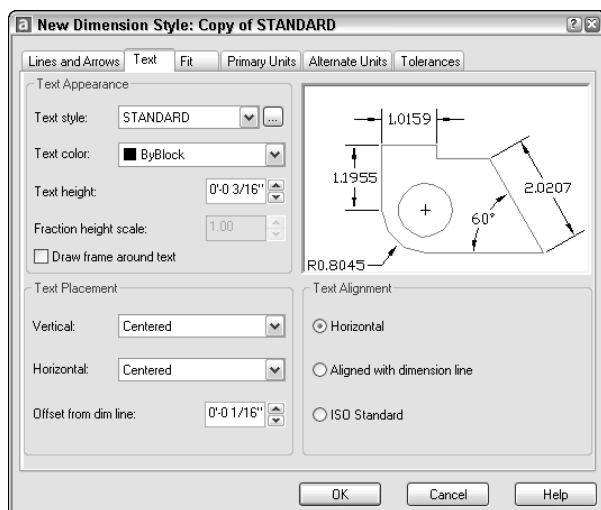 New Dimension Style: Copy of STANDARD
Lines and Arrows Text Fit Primary Units Alternate Units Tolerances
Text Appearance
Text style: STANDARD ...
Text color: ByBlock
Text height: 0'-0 3/16"
Fraction height scale: 1.00
Draw frame around text
1.0159
1.1955
2.0207
60°
R0.8045
Text Placement
Vertical: Centered
Horizontal: Centered
Offset from dim line: 0'-0 1/16"
Text Alignment
Horizontal
Aligned with dimension line
ISO Standard
OK Cancel Help